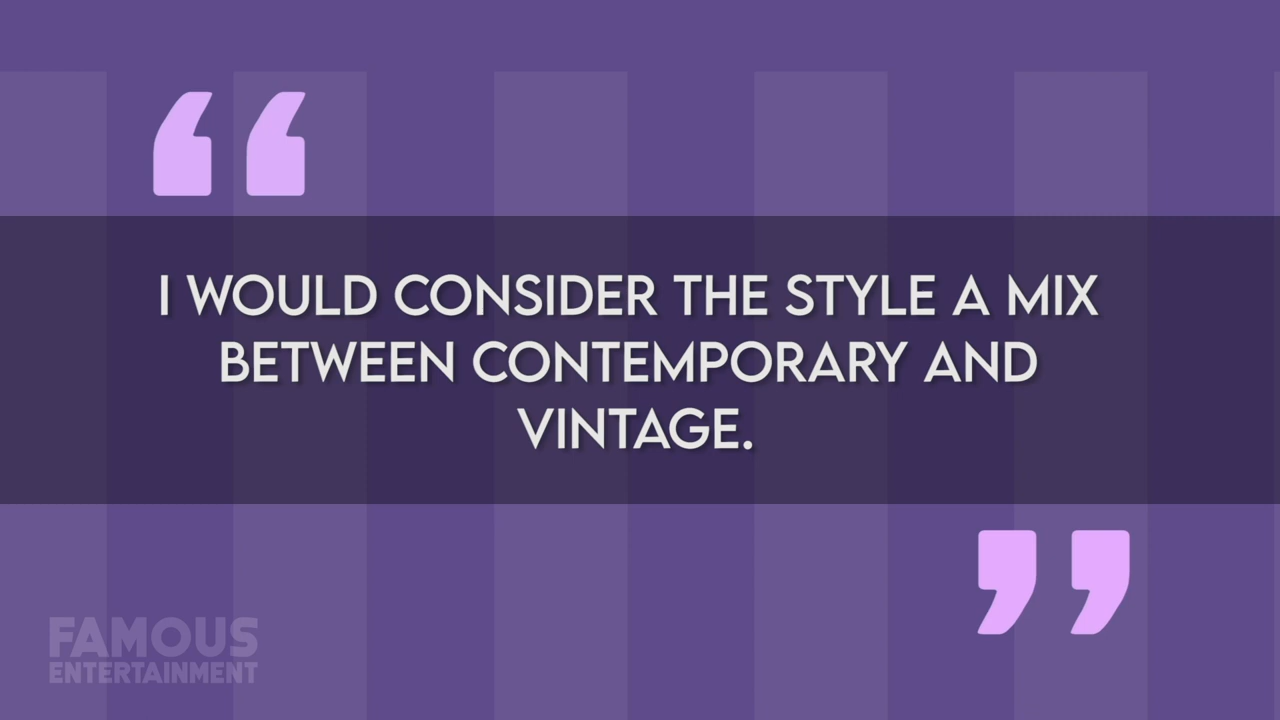 “
I WOULD CONSIDER THE STYLE A MIX
BETWEEN CONTEMPORARY AND
VINTAGE.
”
FAMOUS
ENTERTAINMENT